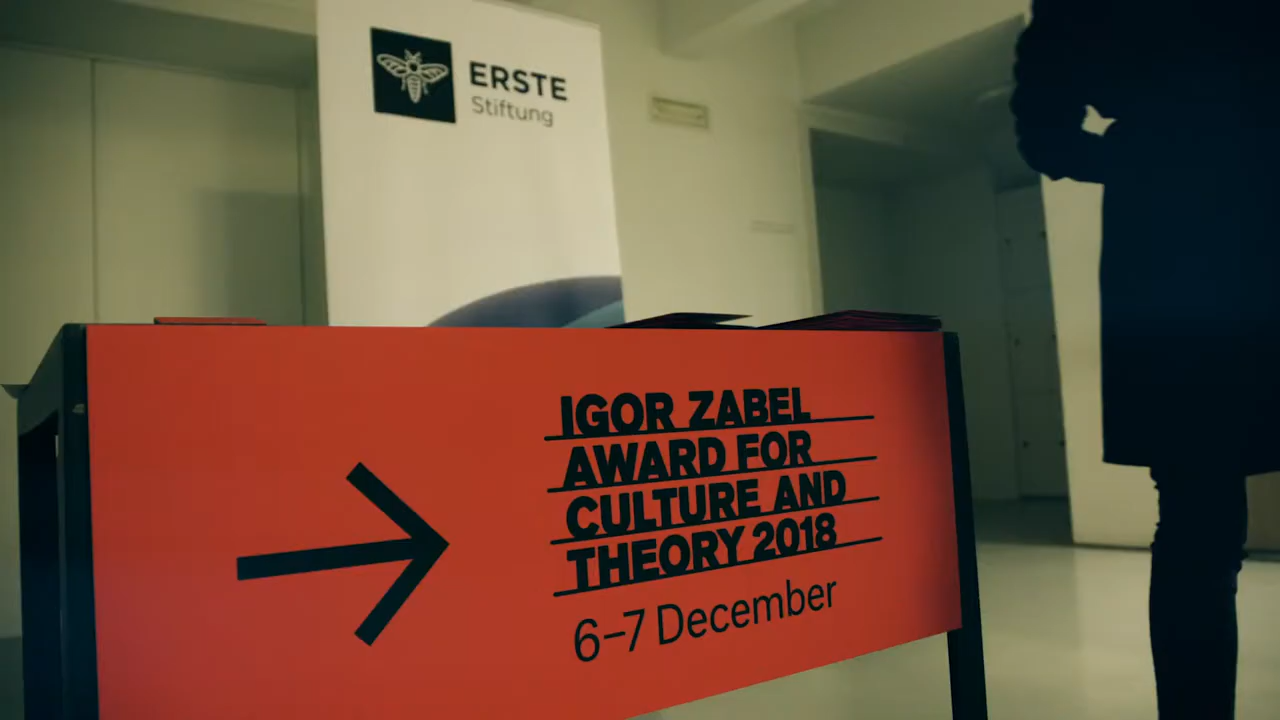 ERSTE
Stiftung
IGOR ZABEL
AWARD FOR
CULTURE AND
THEORY 2018
6–7 December